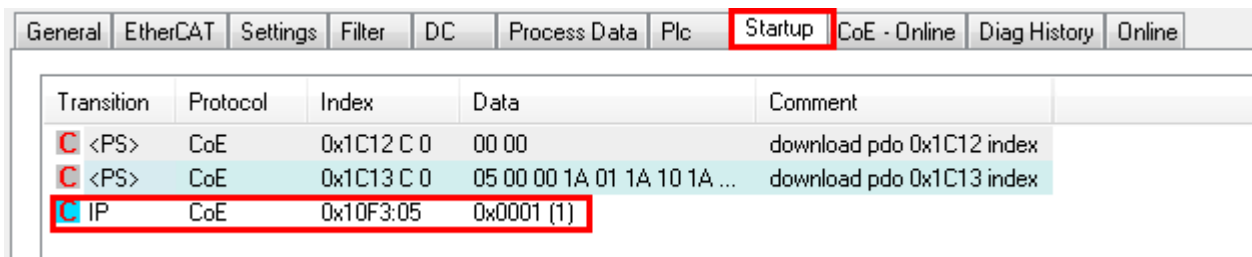 General EtherCAT Settings Filter DC Process Data Plc Startup CoE - Online Diag History Online
Transition Protocol Index Data Comment
C <PS> CoE 0x1C12 C 0 00 00 download pdo 0x1C12 index
C <PS> CoE 0x1C13 C 0 05 00 00 1A 01 1A 10 1A ... download pdo 0x1C13 index
C IP CoE 0x10F3:05 0x0001 (1)